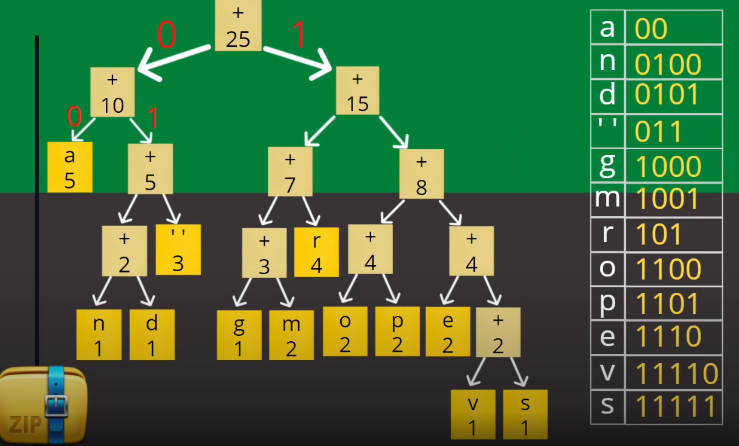 0 + 25 1
+ 10
+ 15
0 1
a 5
+ 5
+ 7
+ 8
+ 2
' ' 3
+ 3
r 4
+ 4
+ 4
n 1
d 1
g 1
m 2
o 2
p 2
e 2
+ 2
v 1
s 1
ZIP
a 00
n 0100
d 0101
' ' 011
g 1000
m 1001
r 101
o 1100
p 1101
e 1110
v 11110
s 11111